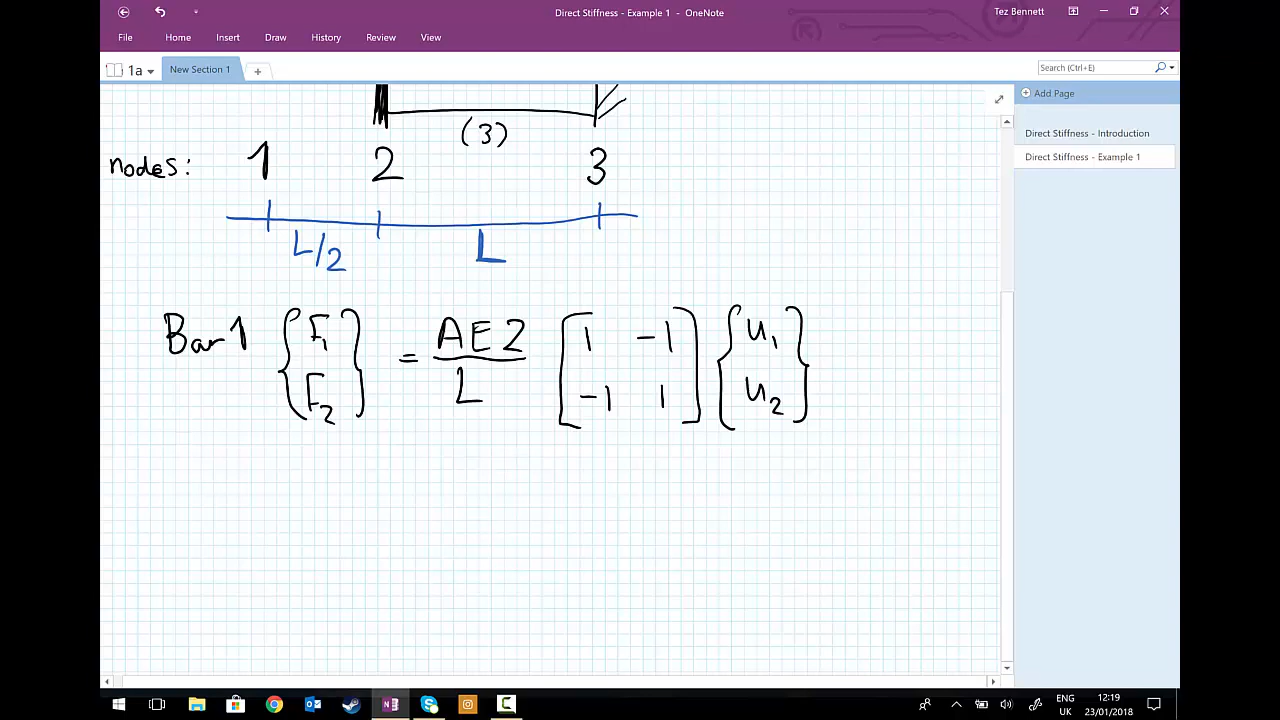 Direct Stiffness - Example 1 - OneNote
Tez Bennett
File Home Insert Draw History Review View
1a New Section 1 +
Search (Ctrl+E)
Add Page
Direct Stiffness - Introduction
Direct Stiffness - Example 1
(3)
nodes: 1 2 3
L/2 L
Bar 1 { F₁ F₂ } = AE2/L [ 1 -1 -1 1 ] { u₁ u₂ }
ENG 12:19
UK 23/01/2018